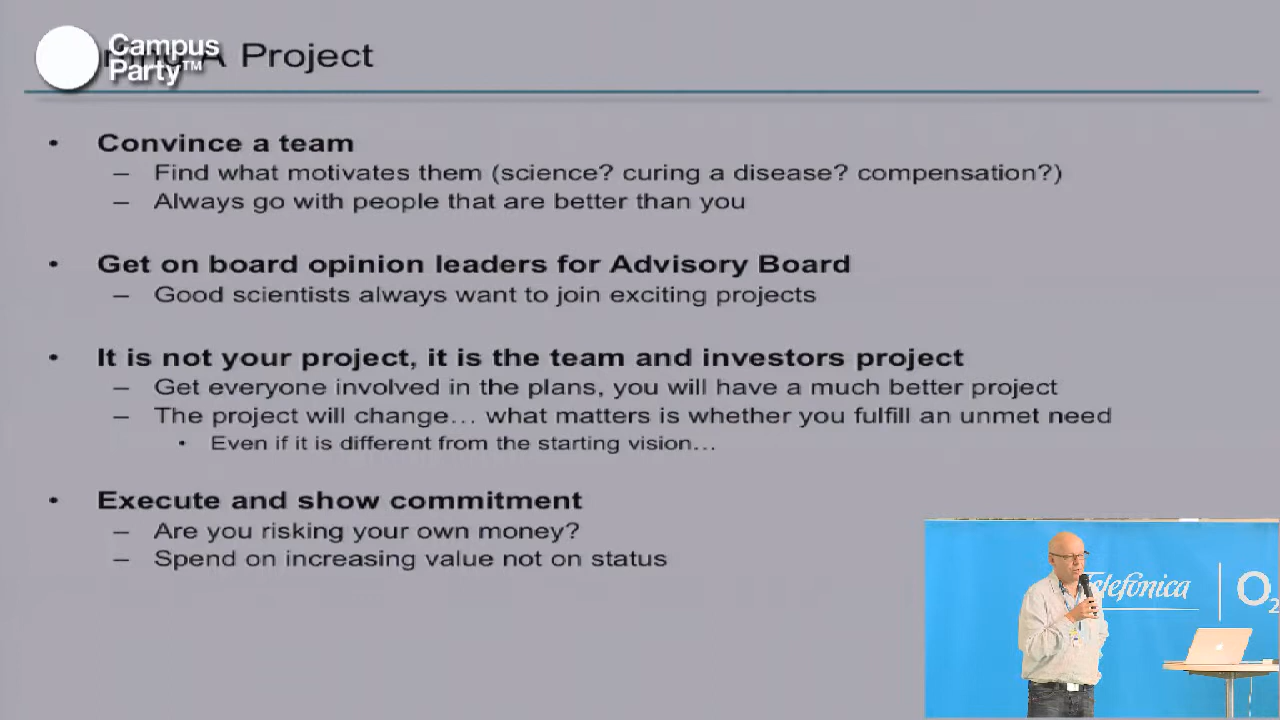 Campus
Party™
A Project
• Convince a team
– Find what motivates them (science? curing a disease? compensation?)
– Always go with people that are better than you
• Get on board opinion leaders for Advisory Board
– Good scientists always want to join exciting projects
• It is not your project, it is the team and investors project
– Get everyone involved in the plans, you will have a much better project
– The project will change… what matters is whether you fulfill an unmet need
• Even if it is different from the starting vision…
• Execute and show commitment
– Are you risking your own money?
– Spend on increasing value not on status
Telefónica
O2